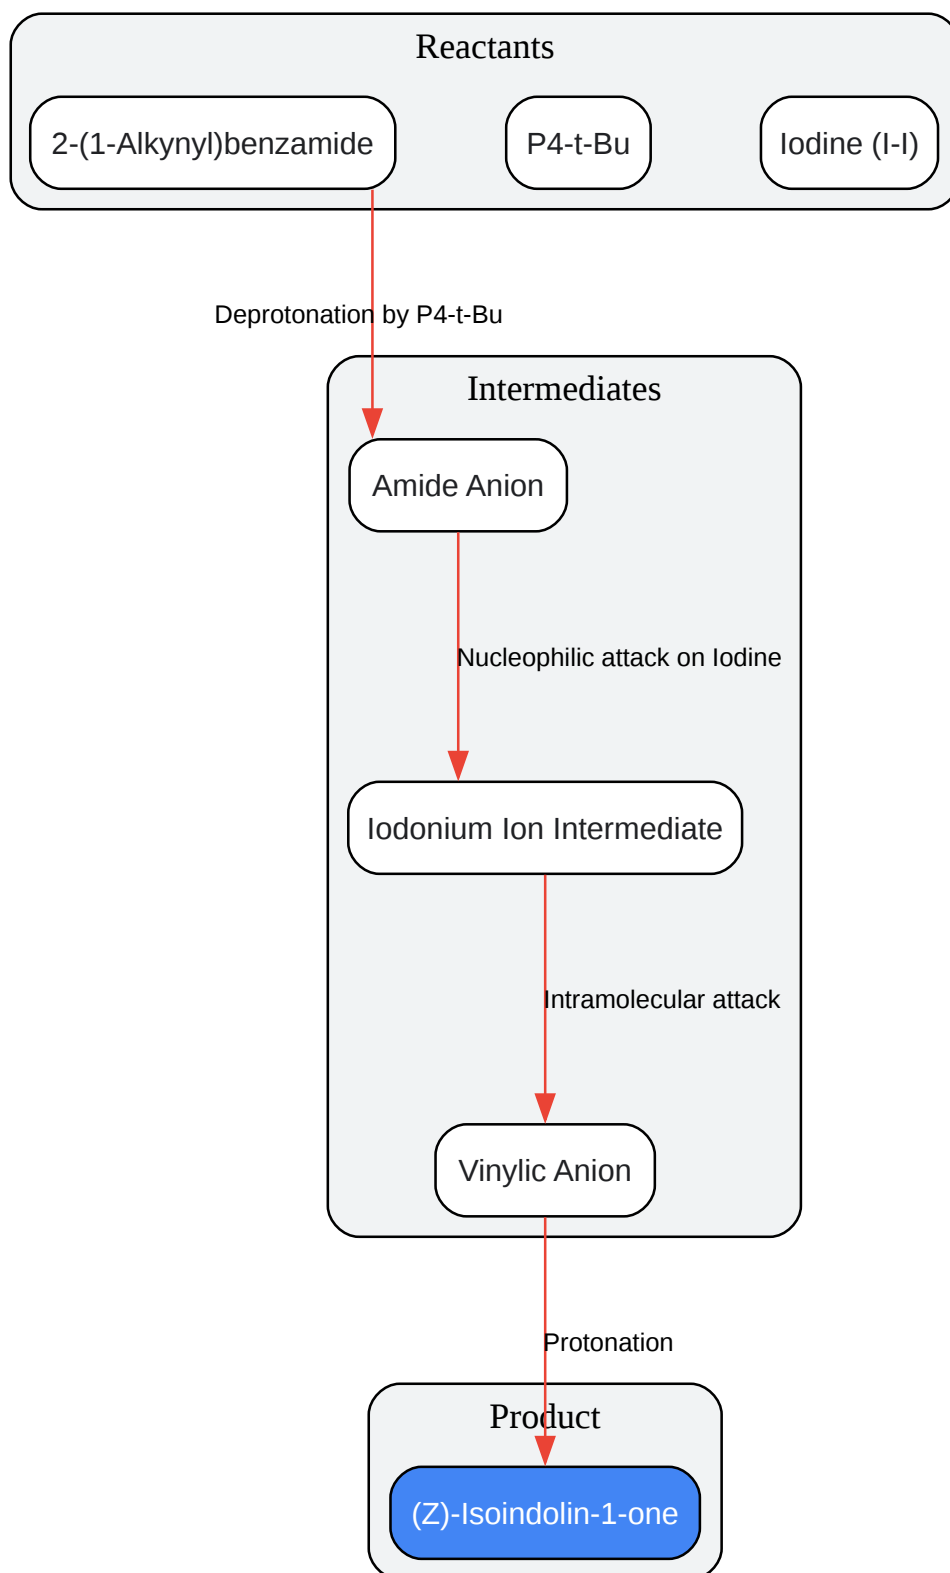 Reactants
2-(1-Alkynyl)benzamide
P4-t-Bu
Iodine (I-I)
Deprotonation by P4-t-Bu
Intermediates
Amide Anion
Nucleophilic attack on Iodine
Iodonium Ion Intermediate
Intramolecular attack
Vinylic Anion
Protonation
Product
(Z)-Isoindolin-1-one